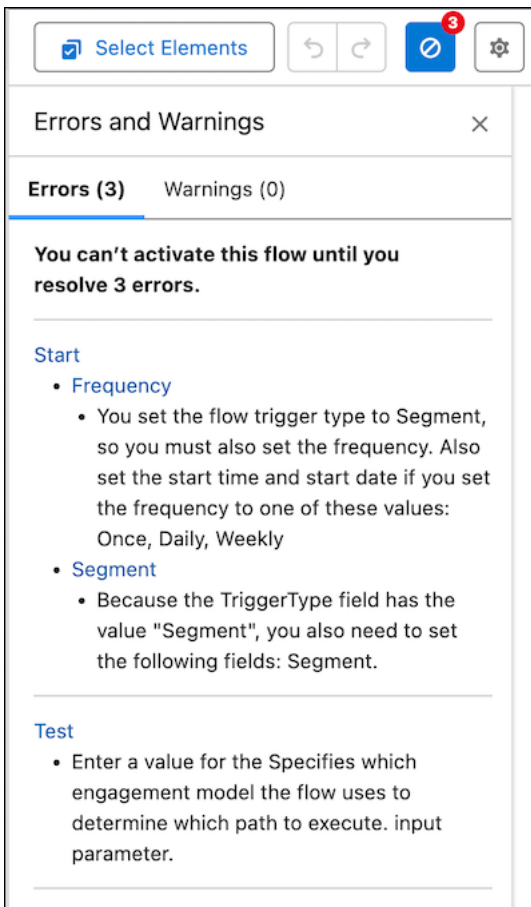 Select Elements
3
Errors and Warnings
Errors (3) Warnings (0)
You can’t activate this flow until you
resolve 3 errors.
Start
• Frequency
• You set the flow trigger type to Segment,
so you must also set the frequency. Also
set the start time and start date if you set
the frequency to one of these values:
Once, Daily, Weekly
• Segment
• Because the TriggerType field has the
value "Segment", you also need to set
the following fields: Segment.
Test
• Enter a value for the Specifies which
engagement model the flow uses to
determine which path to execute. input
parameter.